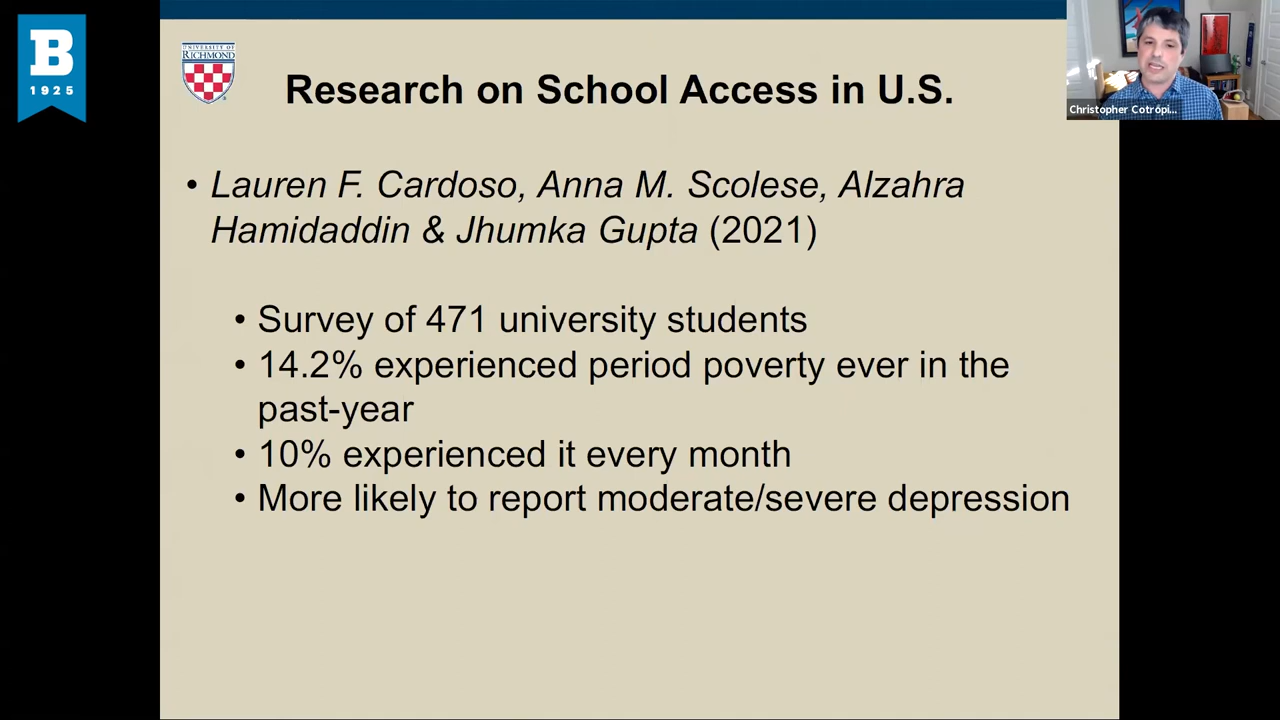 B
1925
UNIVERSITY OF
RICHMOND
Research on School Access in U.S.
Christopher Cotropi...
• Lauren F. Cardoso, Anna M. Scolese, Alzahra
Hamidaddin & Jhumka Gupta (2021)
• Survey of 471 university students
• 14.2% experienced period poverty ever in the
past-year
• 10% experienced it every month
• More likely to report moderate/severe depression